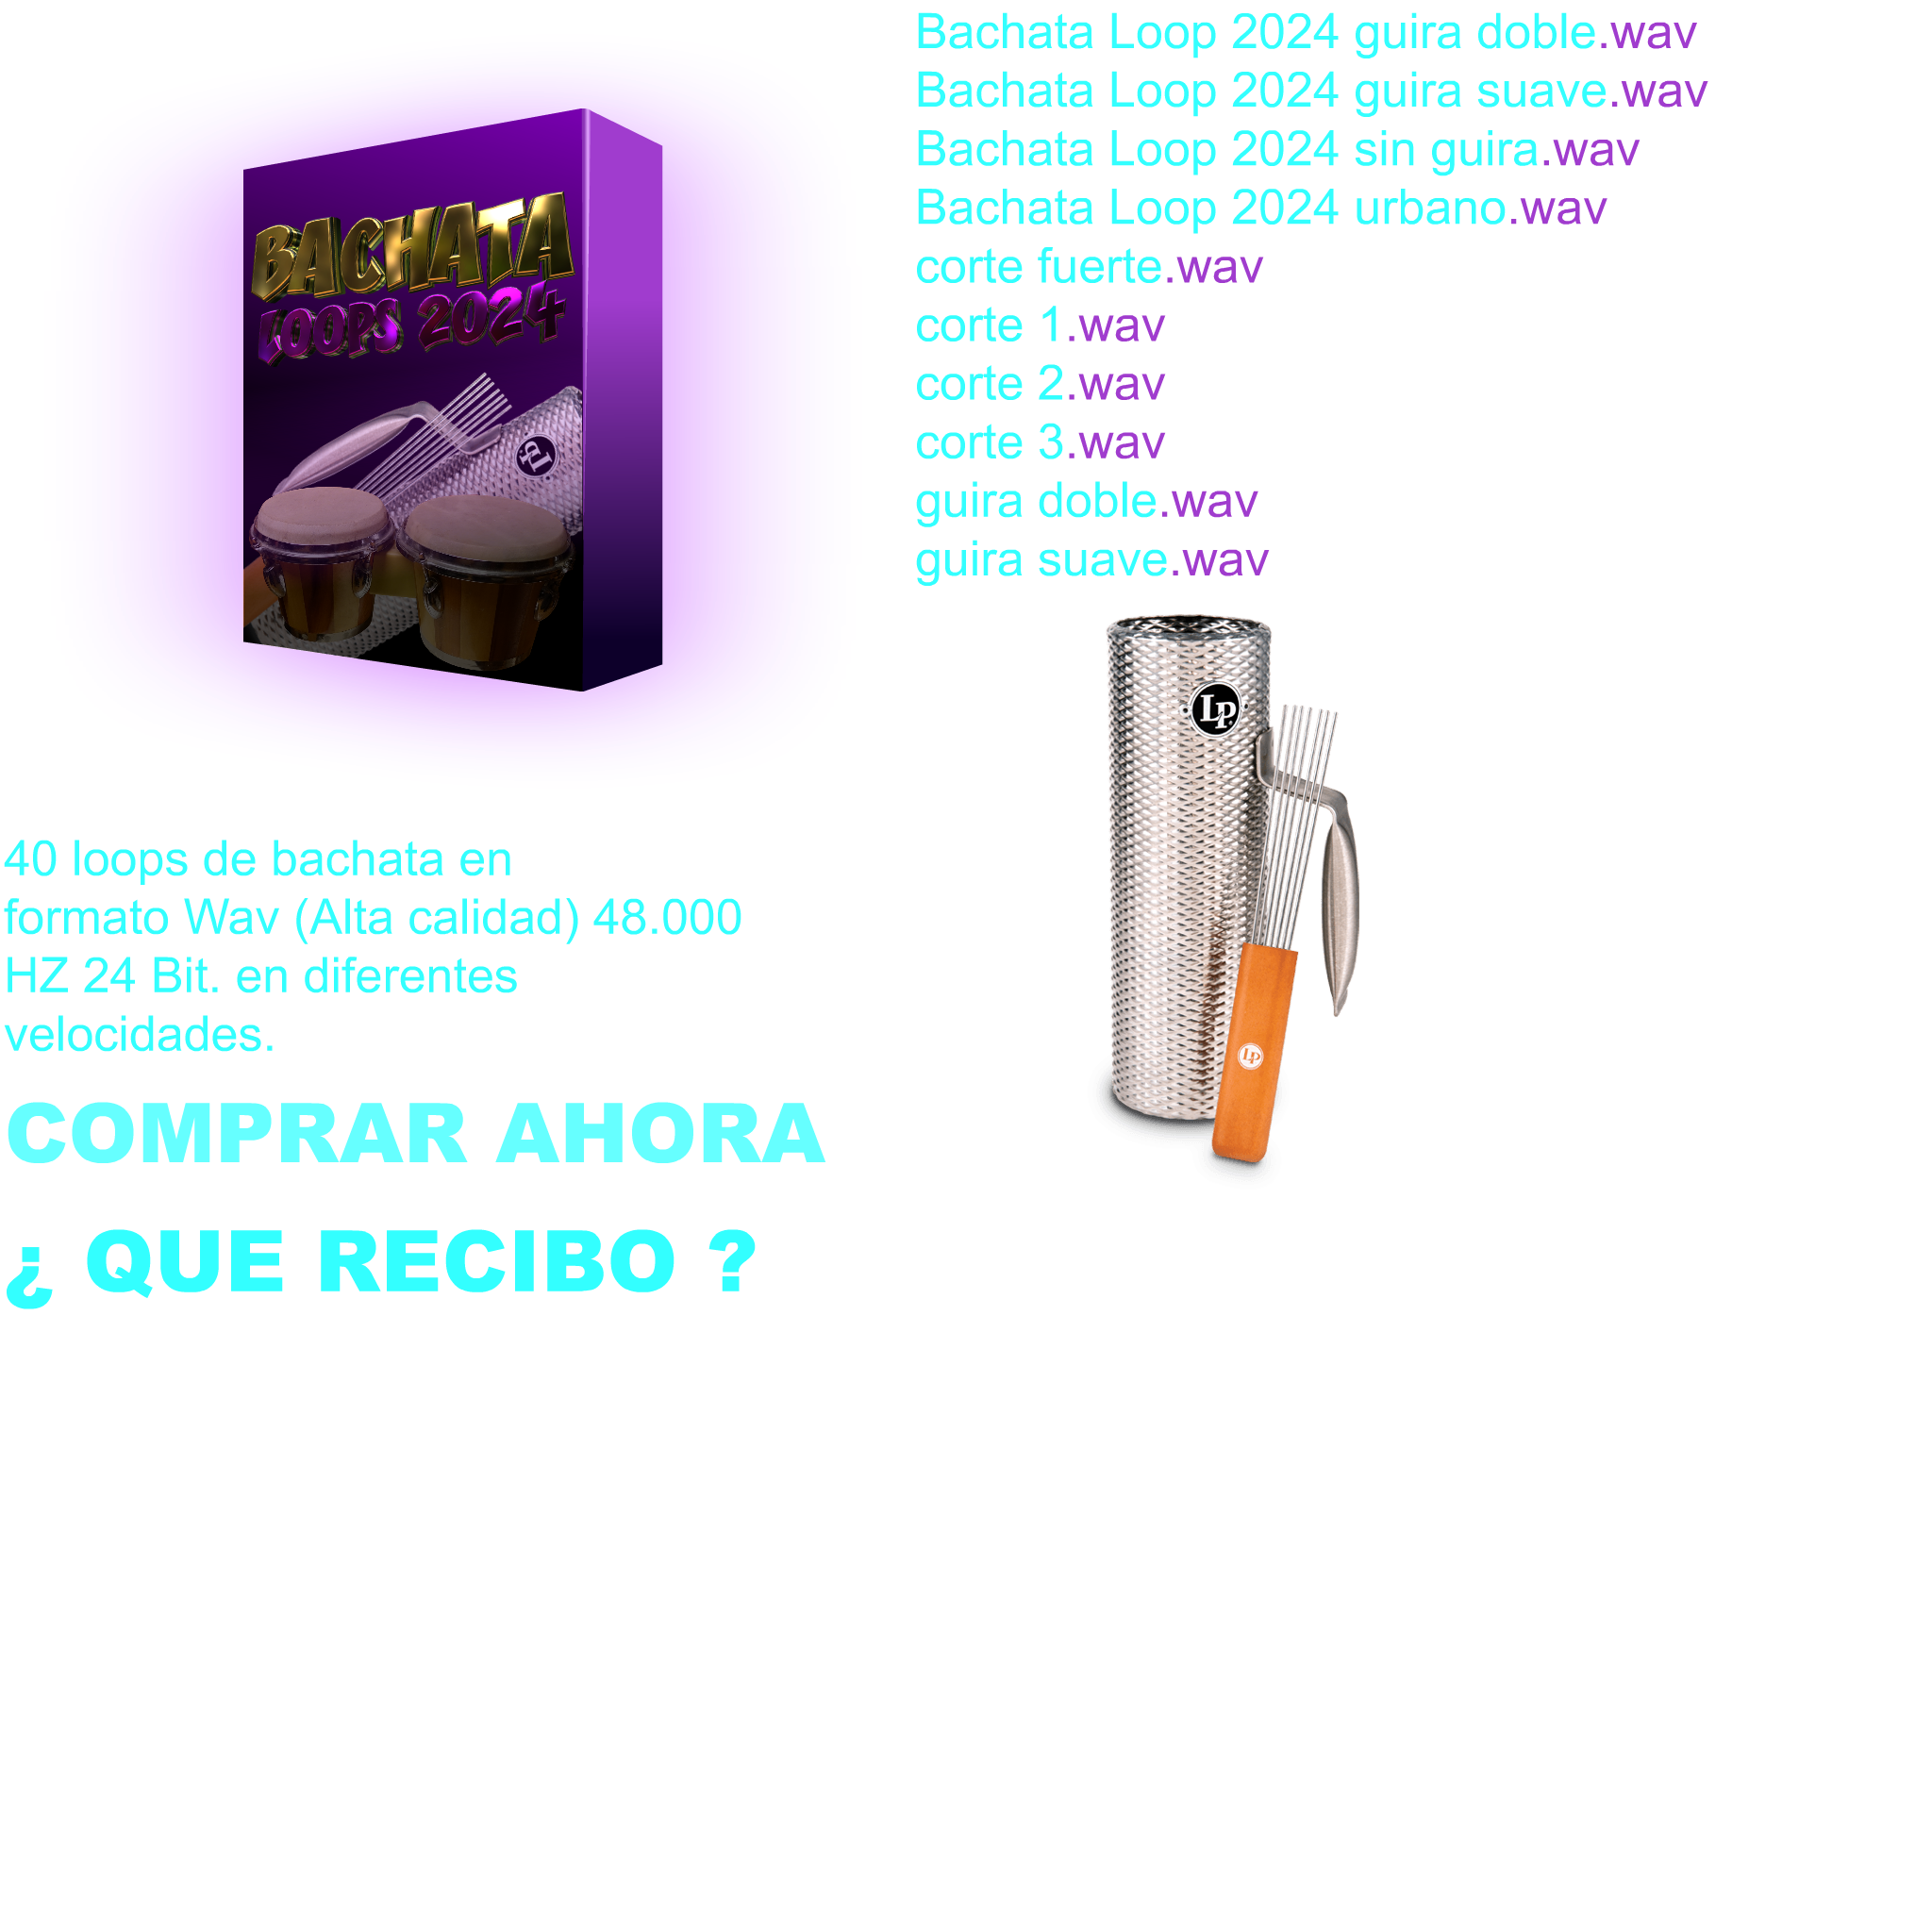 BACHATA
LOOPS 2024
LP
40 loops de bachata en
formato Wav (Alta calidad) 48.000
HZ 24 Bit. en diferentes
velocidades.
COMPRAR AHORA
¿ QUE RECIBO ?
Bachata Loop 2024 guira doble.wav
Bachata Loop 2024 guira suave.wav
Bachata Loop 2024 sin guira.wav
Bachata Loop 2024 urbano.wav
corte fuerte.wav
corte 1.wav
corte 2.wav
corte 3.wav
guira doble.wav
guira suave.wav
LP
LP